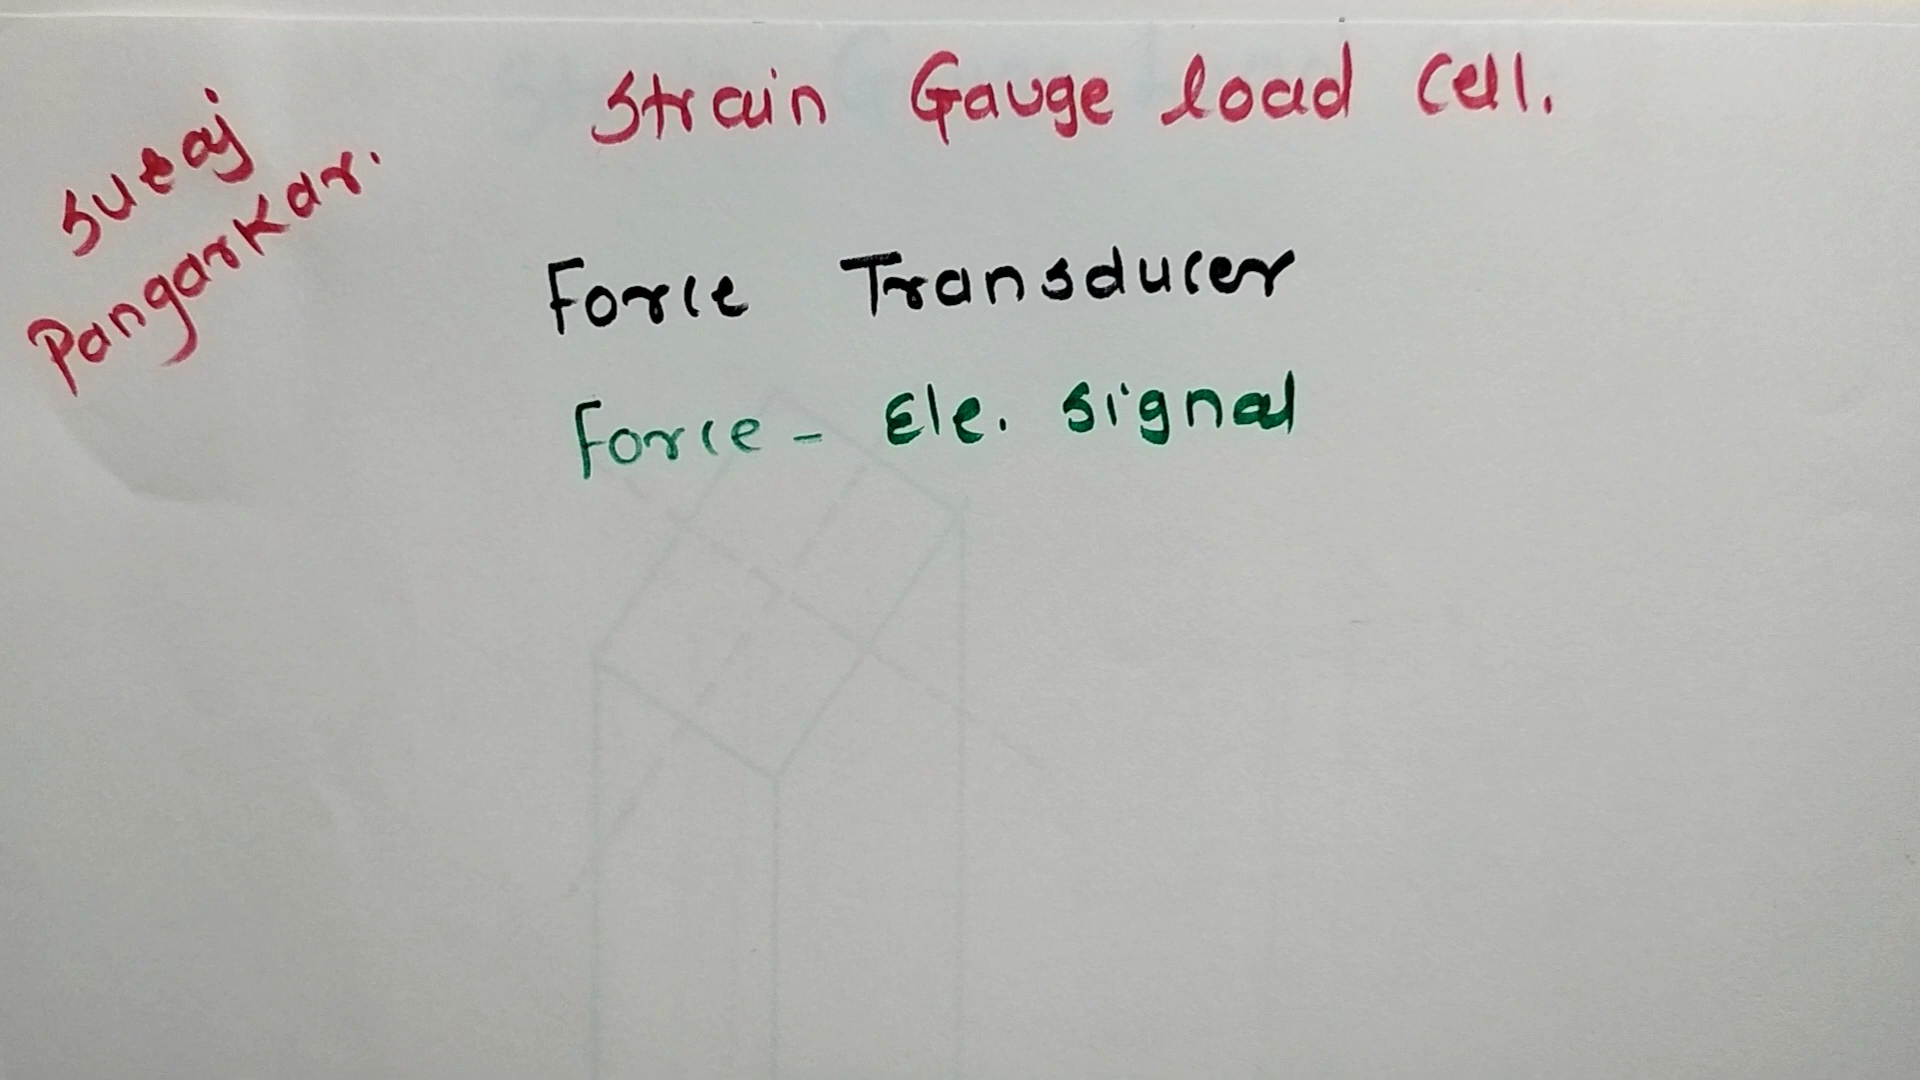 Strain Gauge load cell.
Suraj
Pangarkar.
Force Transducer
Force - Ele. signal